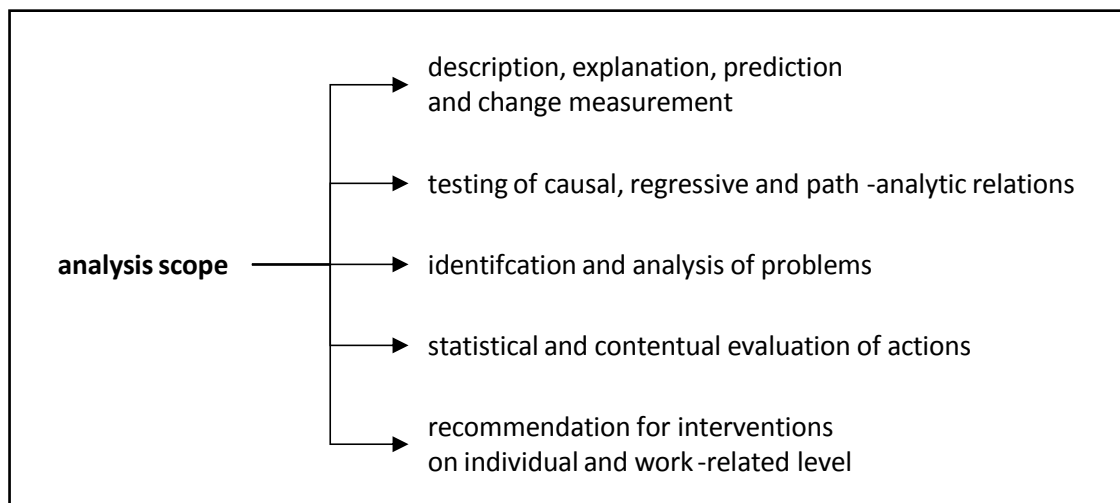 description, explanation, prediction
and change measurement
testing of causal, regressive and path -analytic relations
analysis scope
identifcation and analysis of problems
statistical and contentual evaluation of actions
recommendation for interventions
on individual and work -related level